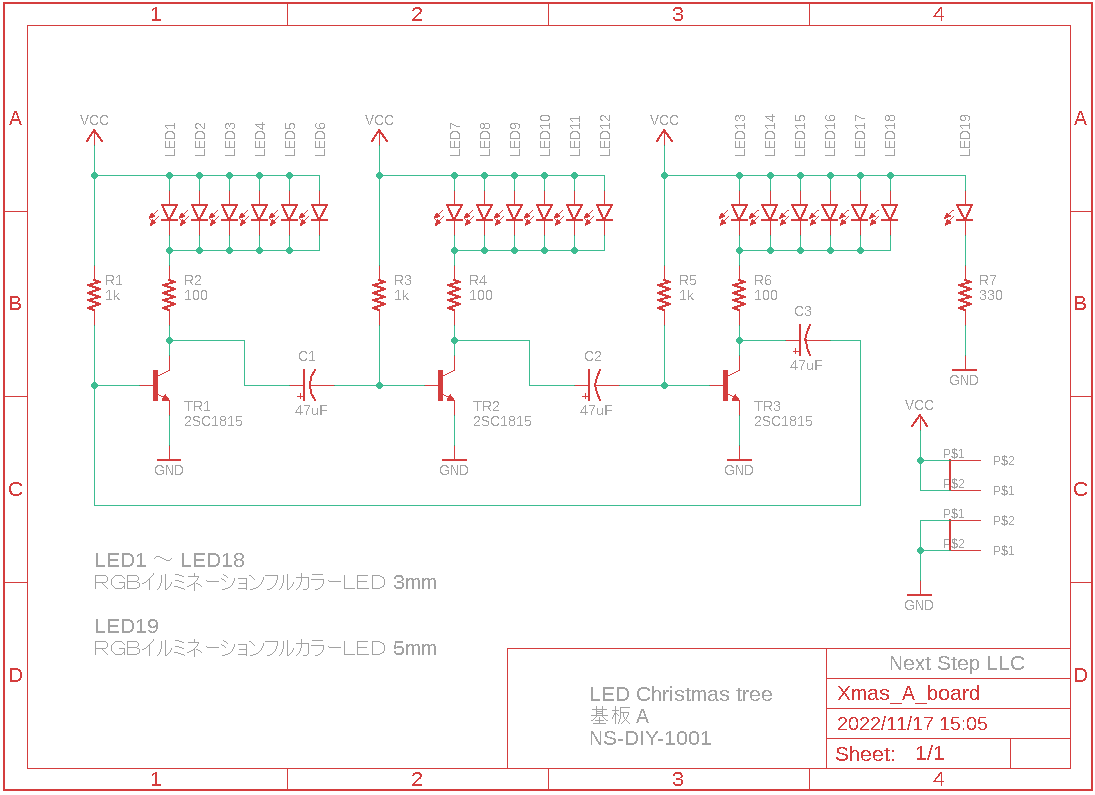 1 2 3 4
A A
VCC LED1 LED2 LED3 LED4 LED5 LED6 VCC LED7 LED8 LED9 LED10 LED11 LED12 VCC LED13 LED14 LED15 LED16 LED17 LED18 LED19
B B
R1 R2 R3 R4 R5 R6 R7
1k 100 1k 100 1k 100 330
C3
C1 C2
47uF
GND
TR1 TR2 TR3 VCC
47uF 47uF
2SC1815 2SC1815 2SC1815
P$1 P$2
GND GND GND
C C
P$2 P$1
P$1 P$2
P$2 P$1
GND
LED1 ～ LED18
RGBイルミネーションフルカラーLED 3mm
LED19
RGBイルミネーションフルカラーLED 5mm
D D
Next Step LLC
LED Christmas tree
Xmas_A_board
基板 A
2022/11/17 15:05
NS-DIY-1001
Sheet: 1/1
1 2 3 4